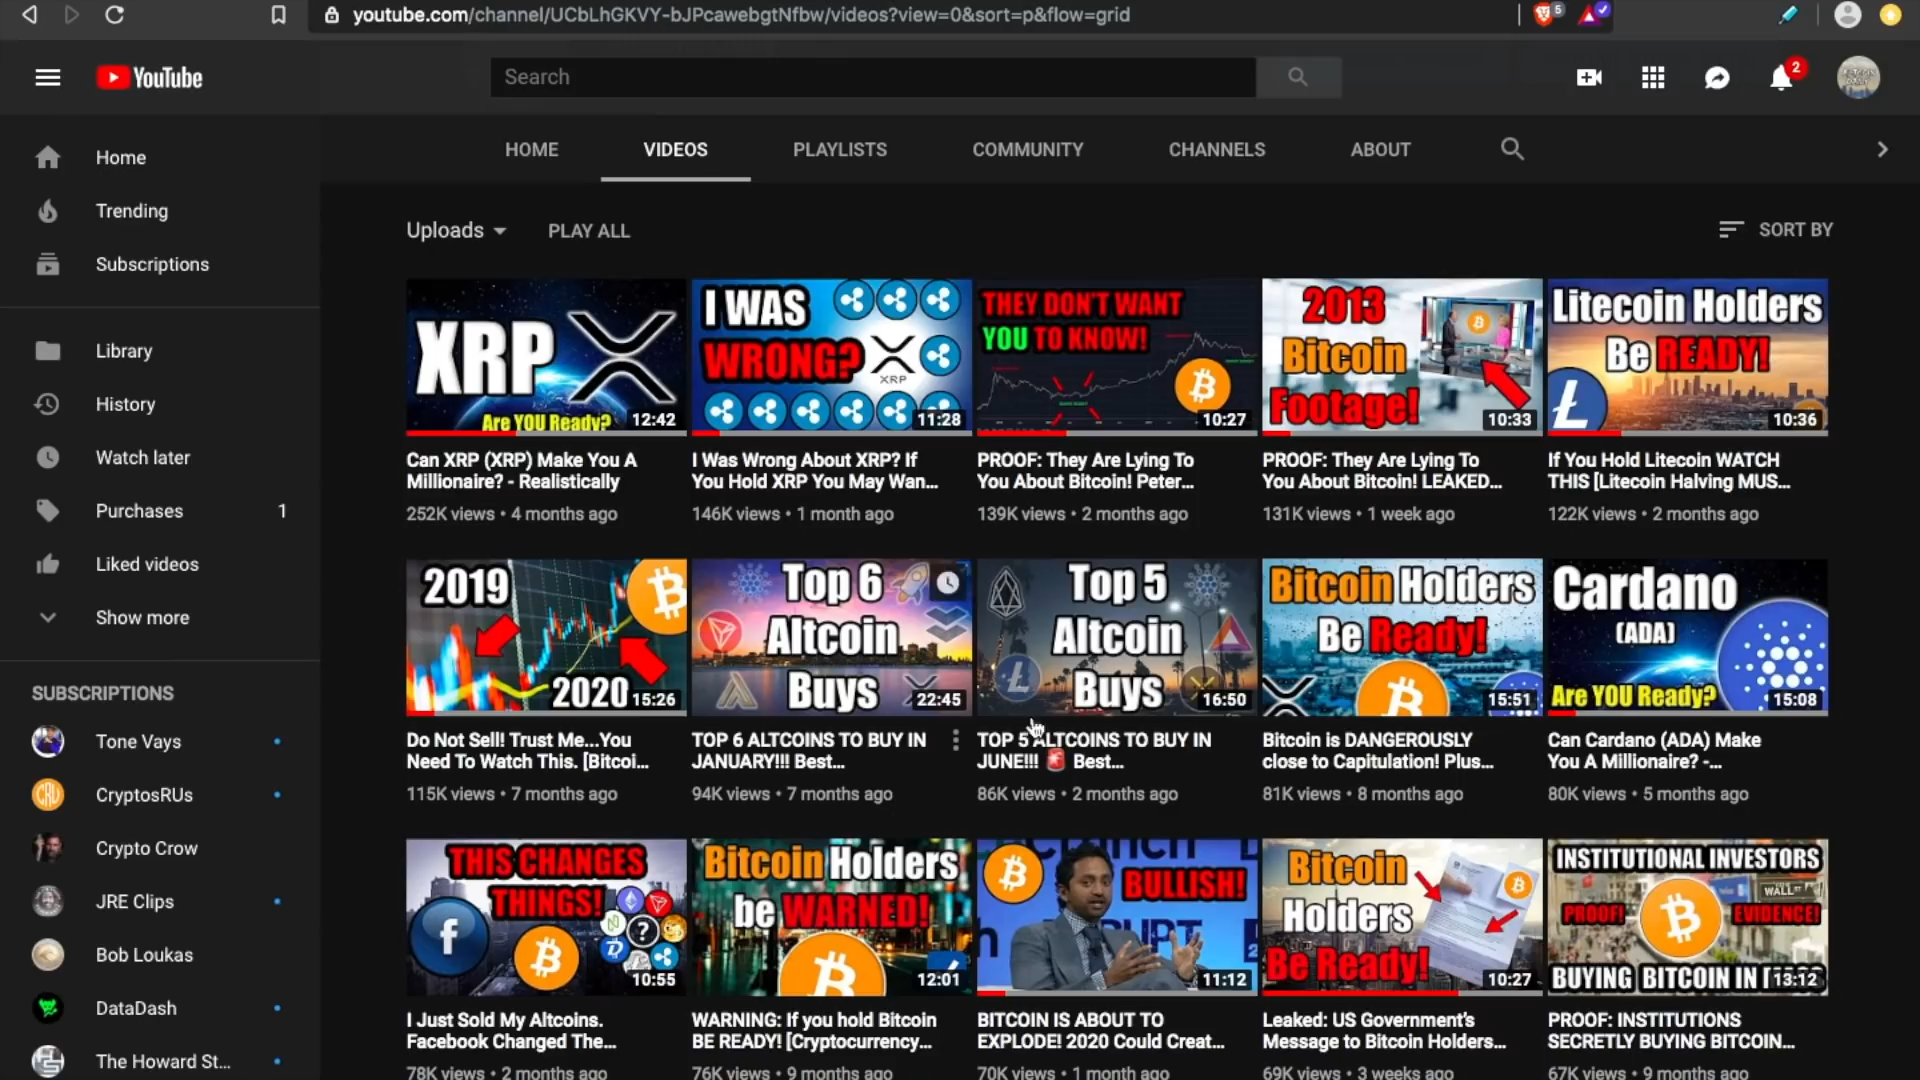 youtube.com/channel/UCbLhGKVY-bJPcawebgtNfbw/videos?view=0&sort=p&flow=grid
5
YouTube
Search
2
Home
Trending
Subscriptions
Library
History
Watch later
Purchases 1
Liked videos
Show more
SUBSCRIPTIONS
Tone Vays
CryptosRUs
Crypto Crow
JRE Clips
Bob Loukas
DataDash
The Howard St...
HOME VIDEOS PLAYLISTS COMMUNITY CHANNELS ABOUT
Uploads PLAY ALL SORT BY
XRP
Are YOU Ready?
12:42
Can XRP (XRP) Make You A
Millionaire? - Realistically
252K views • 4 months ago
I WAS
WRONG?
XRP
11:28
I Was Wrong About XRP? If
You Hold XRP You May Wan...
146K views • 1 month ago
THEY DON'T WANT
YOU TO KNOW!
10:27
PROOF: They Are Lying To
You About Bitcoin! Peter...
139K views • 2 months ago
2013
Bitcoin
Footage!
10:33
PROOF: They Are Lying To
You About Bitcoin! LEAKED...
131K views • 1 week ago
Litecoin Holders
Be READY!
10:36
If You Hold Litecoin WATCH
THIS [Litecoin Halving MUS...
122K views • 2 months ago
2019
2020
15:26
Do Not Sell! Trust Me...You
Need To Watch This. [Bitcoi...
115K views • 7 months ago
Top 6
Altcoin
Buys
22:45
TOP 6 ALTCOINS TO BUY IN
JANUARY!!! Best...
94K views • 7 months ago
Top 5
Altcoin
Buys
16:50
TOP 5 ALTCOINS TO BUY IN
JUNE!!! 🚨 Best...
86K views • 2 months ago
Bitcoin Holders
Be Ready!
15:51
Bitcoin is DANGEROUSLY
close to Capitulation! Plus...
81K views • 8 months ago
Cardano
(ADA)
Are YOU Ready?
15:08
Can Cardano (ADA) Make
You A Millionaire? -...
80K views • 5 months ago
THIS CHANGES
THINGS!
10:55
I Just Sold My Altcoins.
Facebook Changed The...
78K views • 2 months ago
Bitcoin Holders
be WARNED!
12:01
WARNING: If you hold Bitcoin
BE READY! [Cryptocurrency...
76K views • 9 months ago
BULLISH!
11:12
BITCOIN IS ABOUT TO
EXPLODE! 2020 Could Creat...
70K views • 1 month ago
Bitcoin
Holders
Be Ready!
10:27
Leaked: US Government's
Message to Bitcoin Holders...
69K views • 3 weeks ago
INSTITUTIONAL INVESTORS
WALL ST
PROOF! EVIDENCE!
BUYING BITCOIN IN
13:12
PROOF: INSTITUTIONS
SECRETLY BUYING BITCOIN...
67K views • 9 months ago